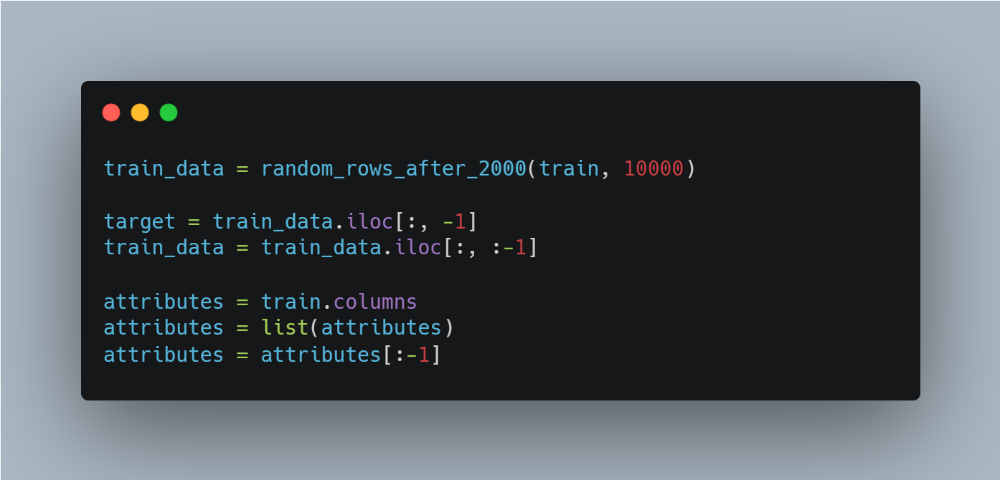 train_data = random_rows_after_2000(train, 10000)
target = train_data.iloc[:, -1]
train_data = train_data.iloc[:, :-1]
attributes = train.columns
attributes = list(attributes)
attributes = attributes[:-1]